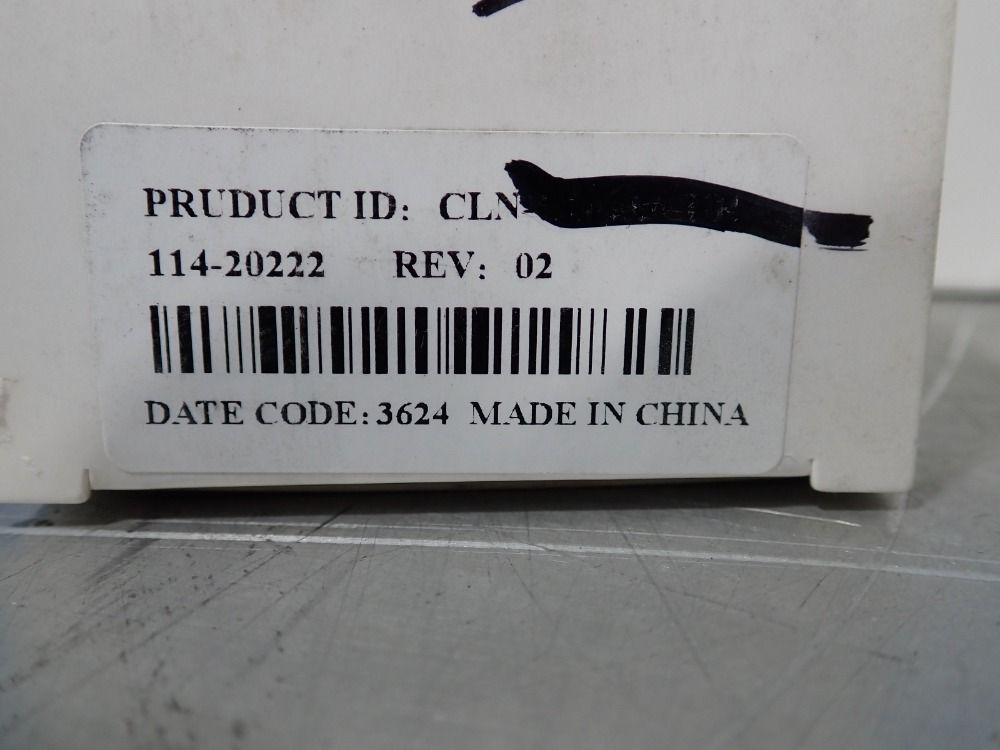 PRUDUCT ID: CLN-
114-20222 REV: 02
DATE CODE: 3624 MADE IN CHINA